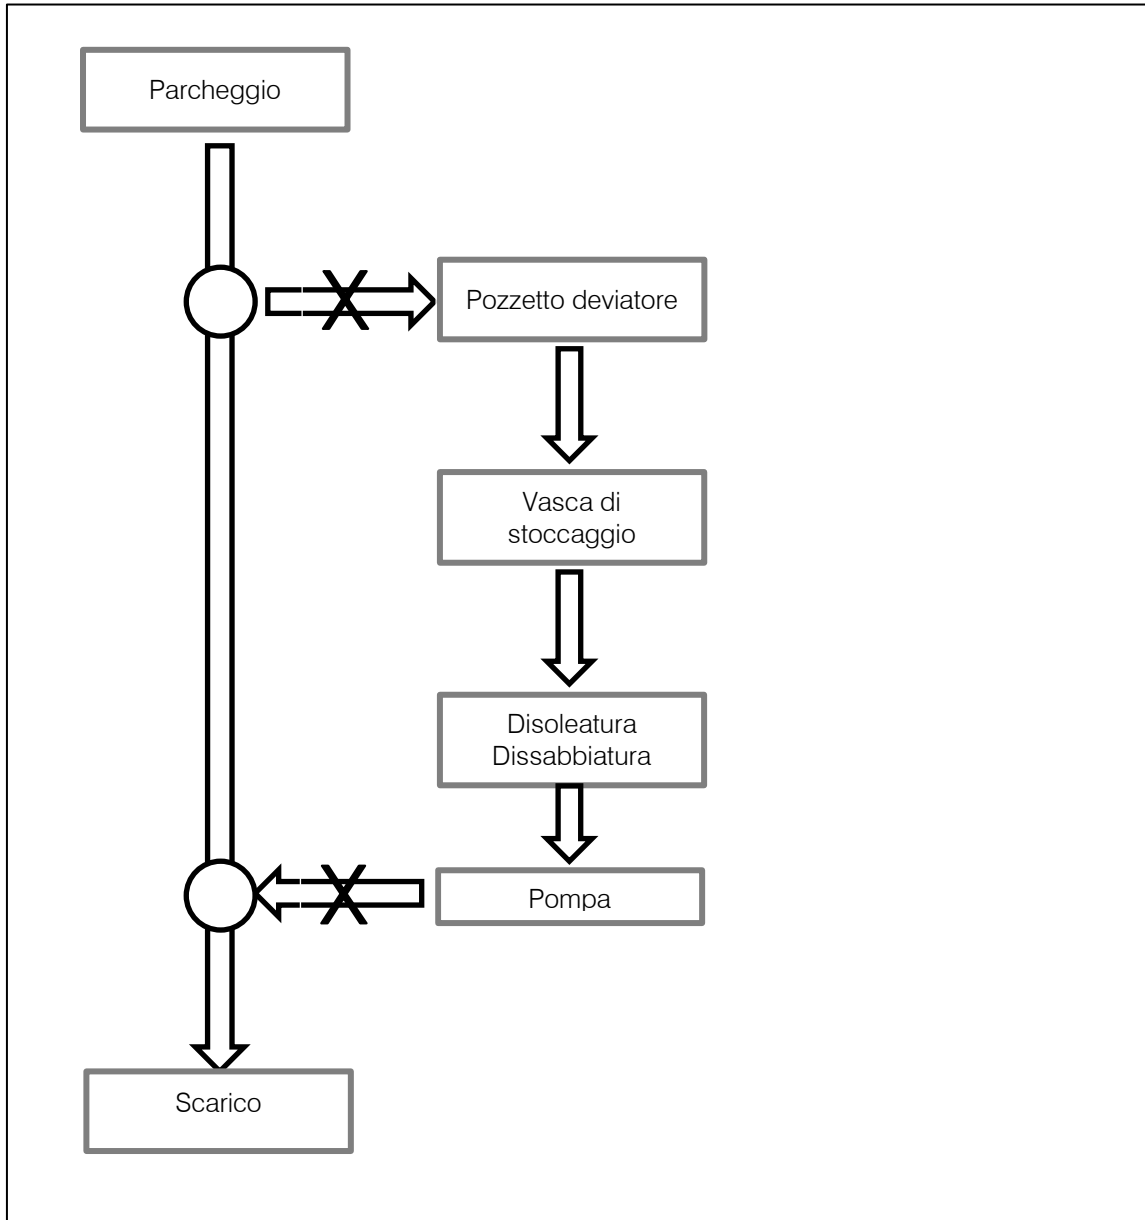 Parcheggio
Pozzetto deviatore
Vasca di
stoccaggio
Disoleatura
Dissabbiatura
Pompa
Scarico